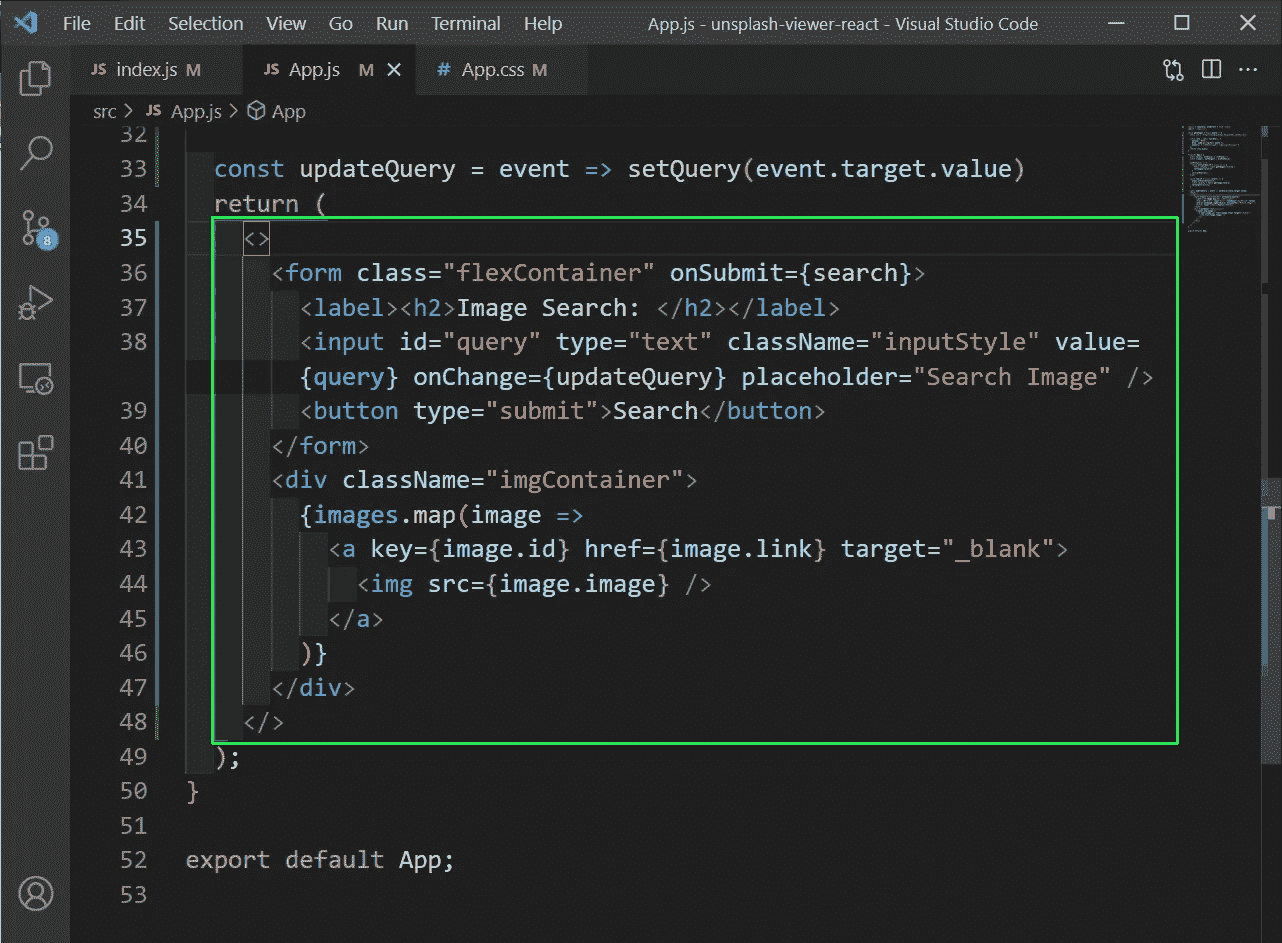 File Edit Selection View Go Run Terminal Help App.js - unsplash-viewer-react - Visual Studio Code
JS index.js M JS App.js M # App.css M
src > JS App.js > App
32
33 const updateQuery = event => setQuery(event.target.value)
34 return (
35 <>
36 <form class="flexContainer" onSubmit={search}>
37 <label><h2>Image Search: </h2></label>
38 <input id="query" type="text" className="inputStyle" value=
{query} onChange={updateQuery} placeholder="Search Image" />
39 <button type="submit">Search</button>
40 </form>
41 <div className="imgContainer">
42 {images.map(image =>
43 <a key={image.id} href={image.link} target="_blank">
44 <img src={image.image} />
45 </a>
46 )}
47 </div>
48 </>
49 );
50 }
51
52 export default App;
53
8